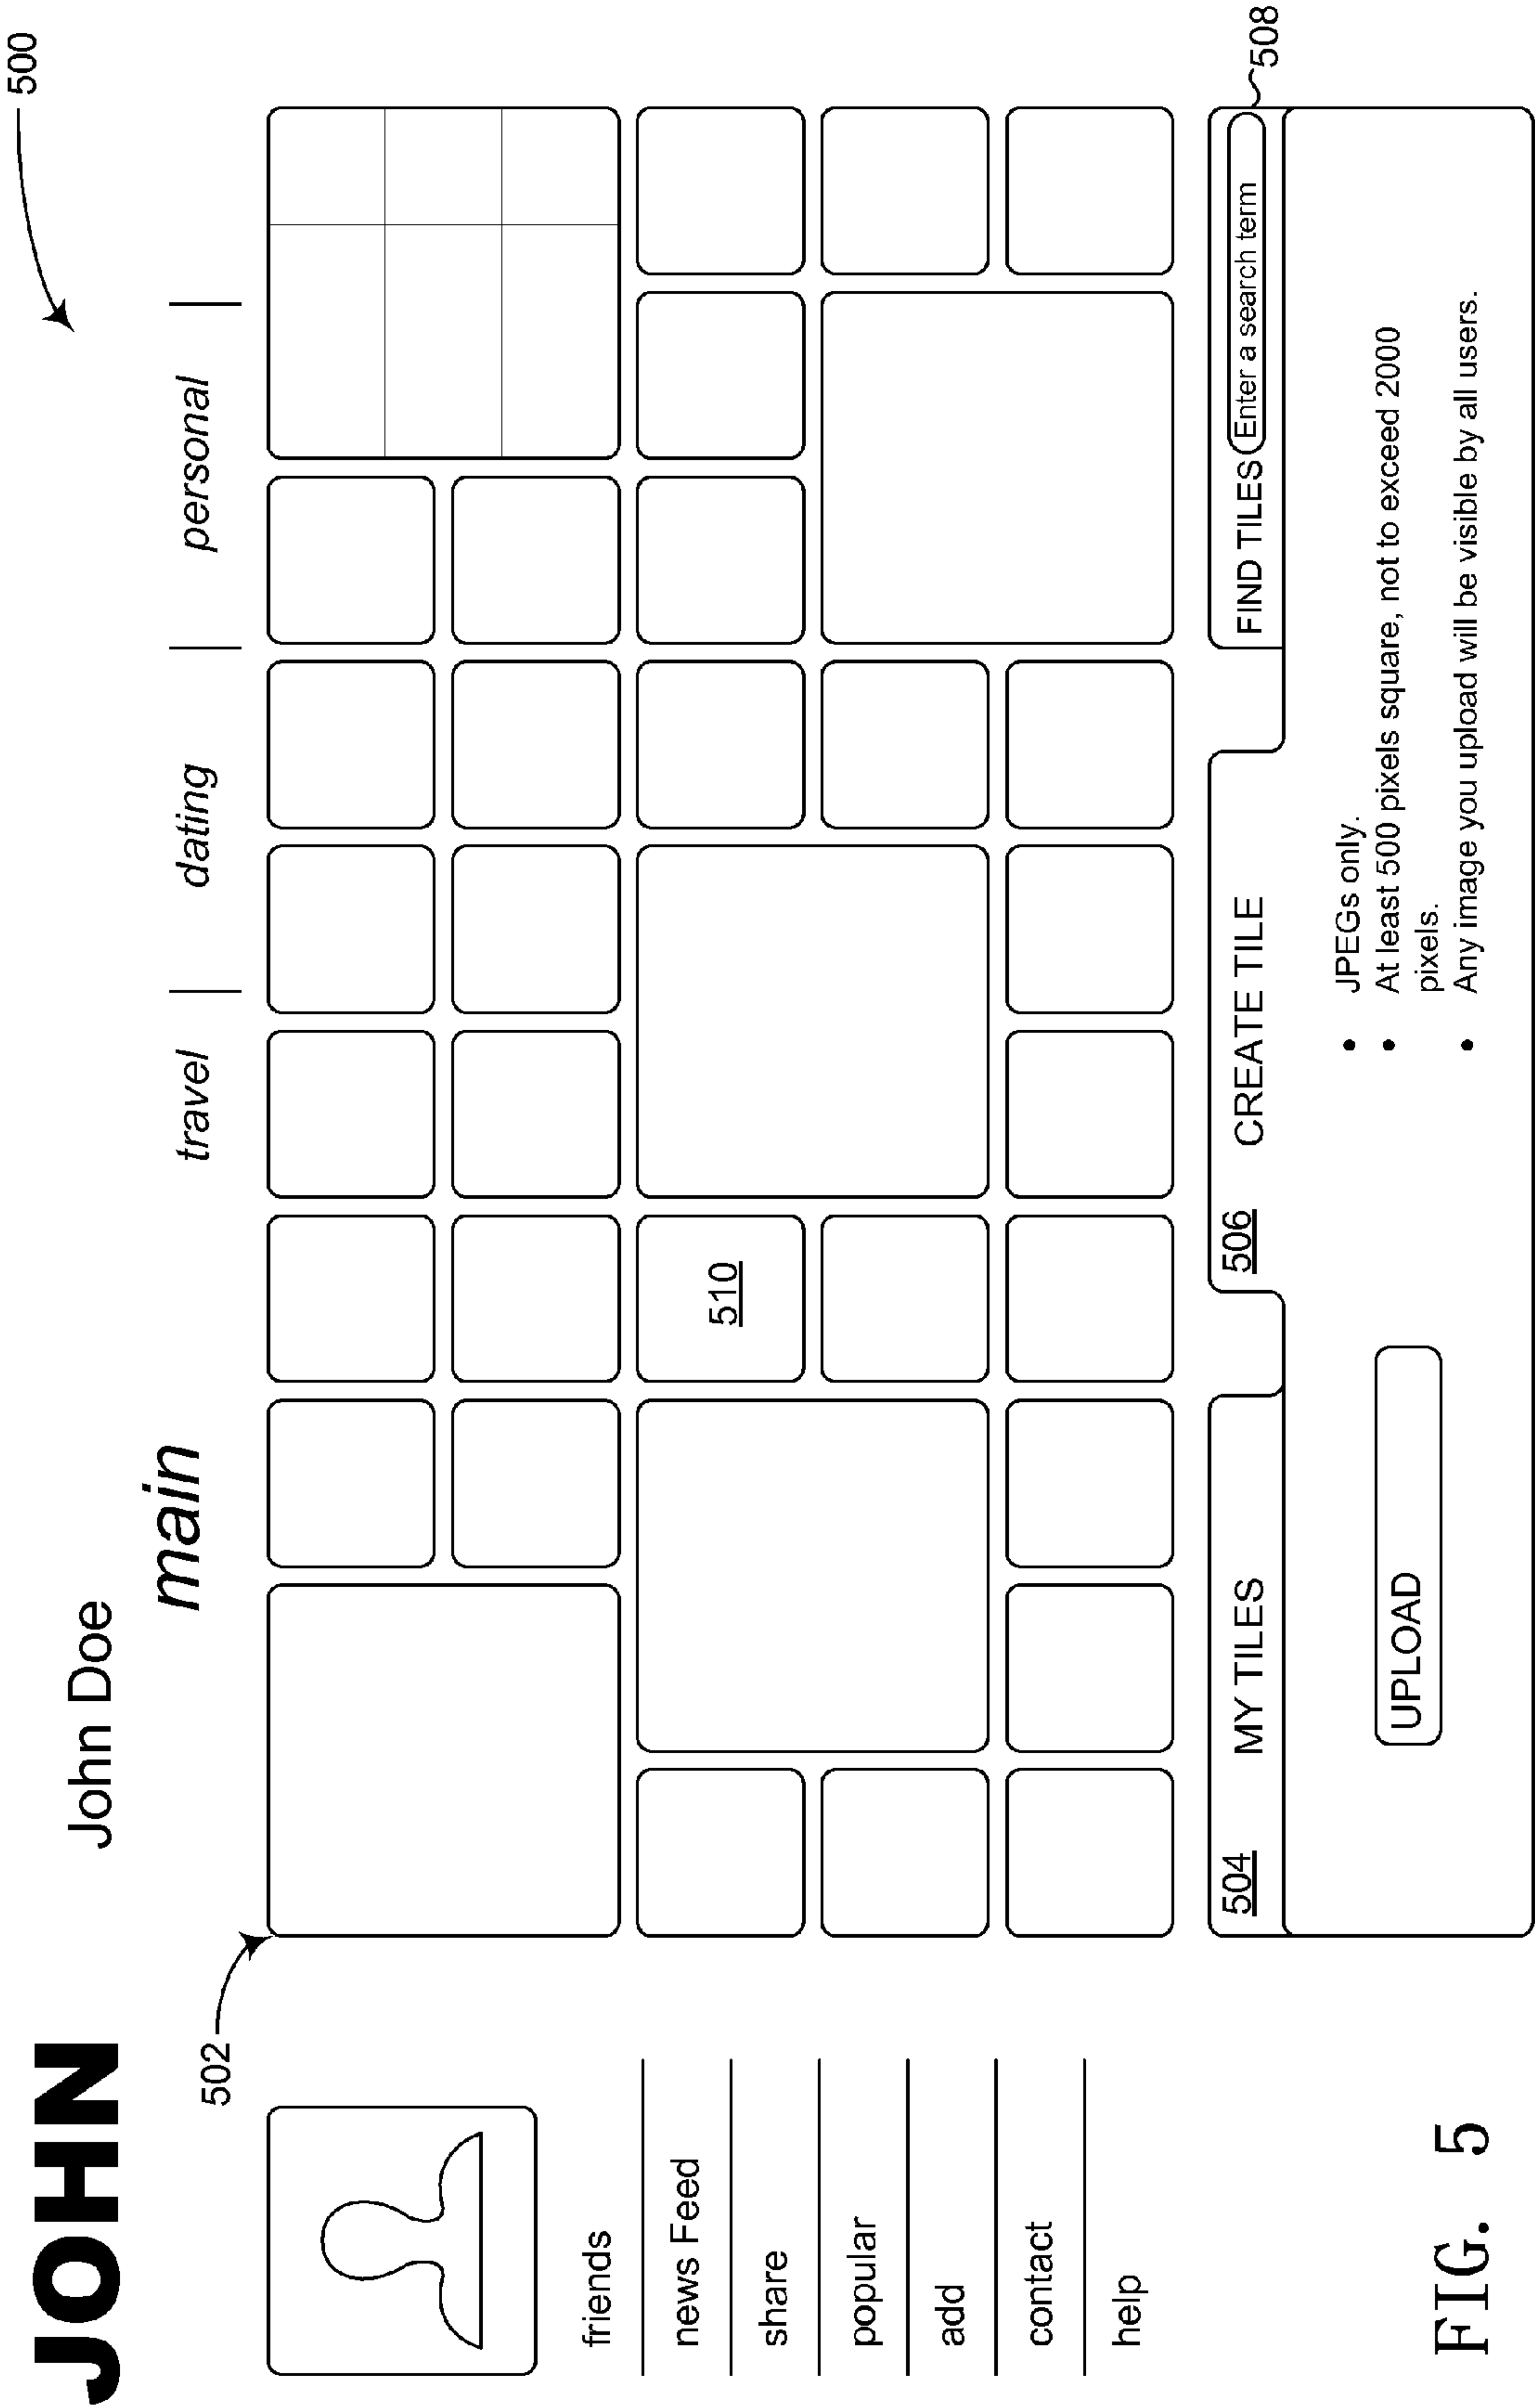 500
JOHN
John Doe
main
travel
dating
personal
502
friends
news Feed
share
popular
add
contact
help
510
504
MY TILES
506
CREATE TILE
FIND TILES
Enter a search term
508
UPLOAD
• JPEGs only.
• At least 500 pixels square, not to exceed 2000
pixels.
• Any image you upload will be visible by all users.
FIG. 5